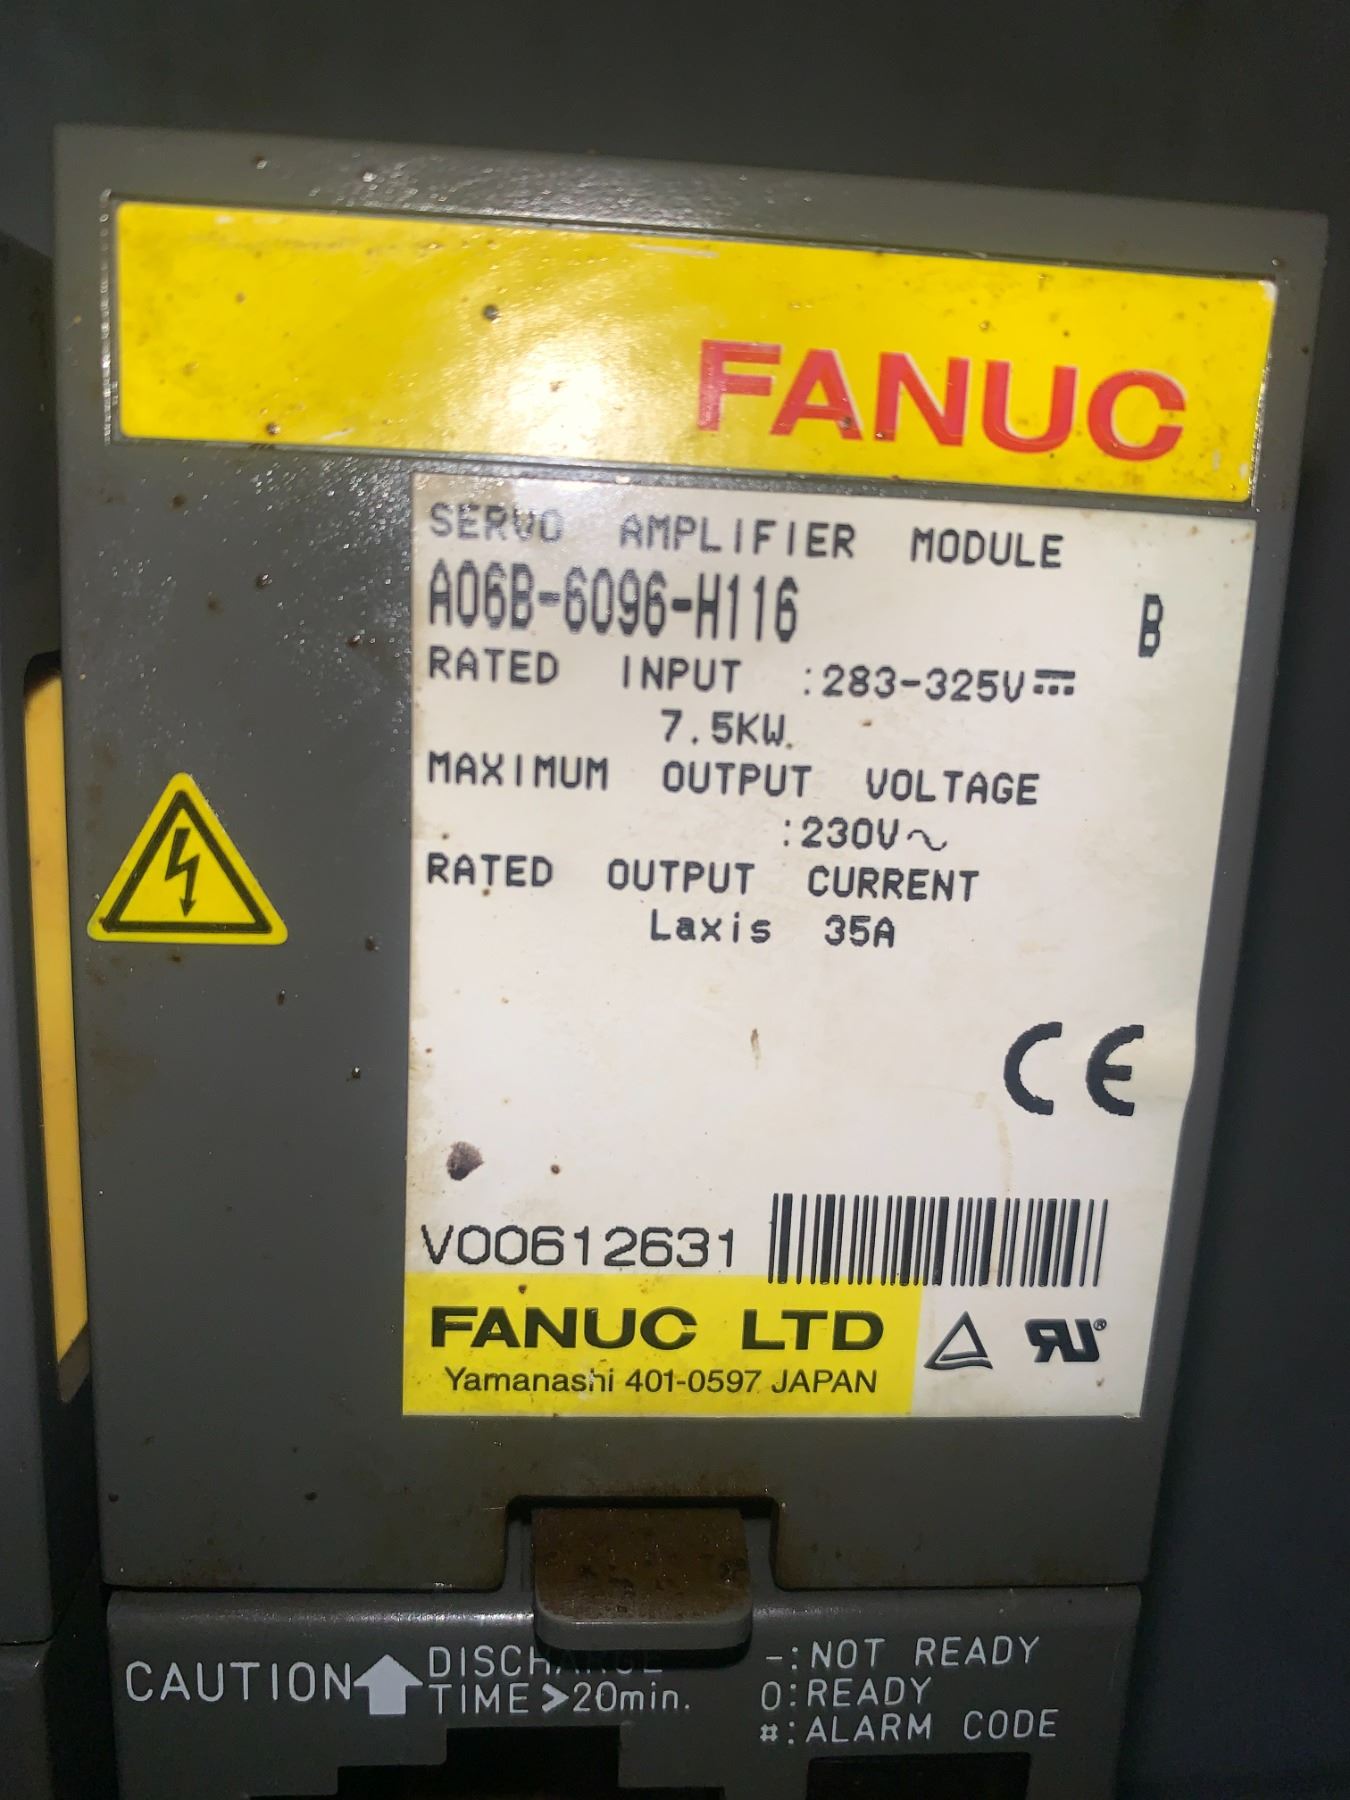 FANUC
SERVO AMPLIFIER MODULE
A06B-6096-H116 B
RATED INPUT :283-325V⎓
7.5KW.
MAXIMUM OUTPUT VOLTAGE
:230V~
RATED OUTPUT CURRENT
Laxis 35A
CE
V00612631
FANUC LTD
Yamanashi 401-0597 JAPAN
CAUTION DISCHARGE
TIME>20min.
-:NOT READY
0:READY
#:ALARM CODE